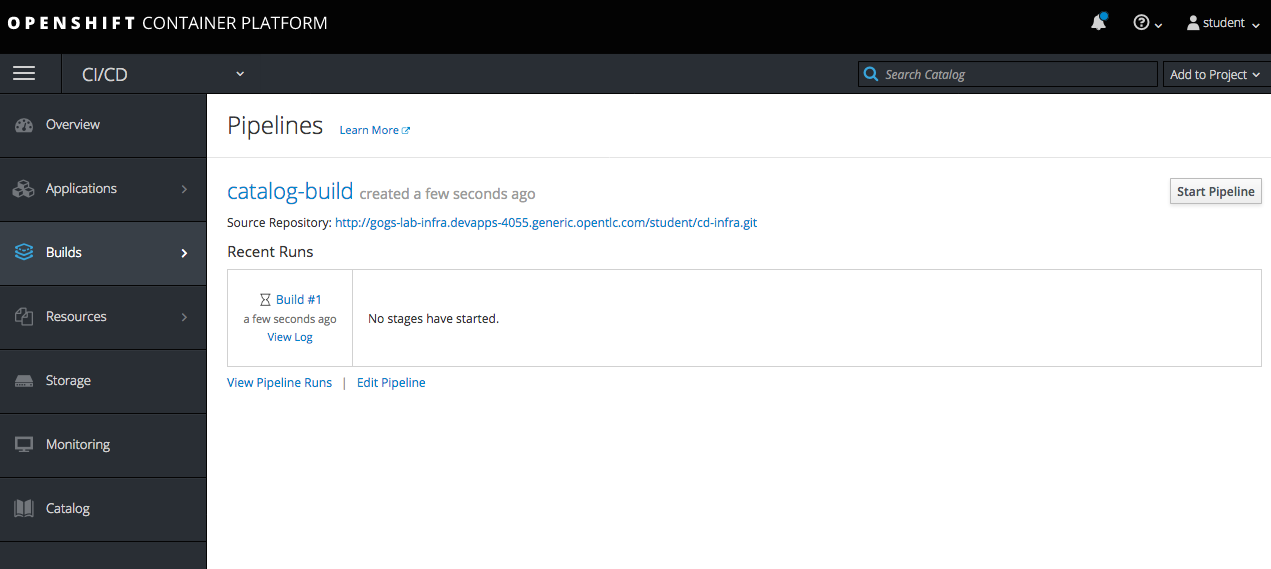 OPENSHIFT CONTAINER PLATFORM
student
CI/CD
Search Catalog
Add to Project
Overview
Applications
Builds
Resources
Storage
Monitoring
Catalog
Pipelines Learn More
catalog-build created a few seconds ago
Start Pipeline
Source Repository: http://gogs-lab-infra.devapps-4055.generic.opentlc.com/student/cd-infra.git
Recent Runs
Build #1
a few seconds ago
View Log
No stages have started.
View Pipeline Runs | Edit Pipeline